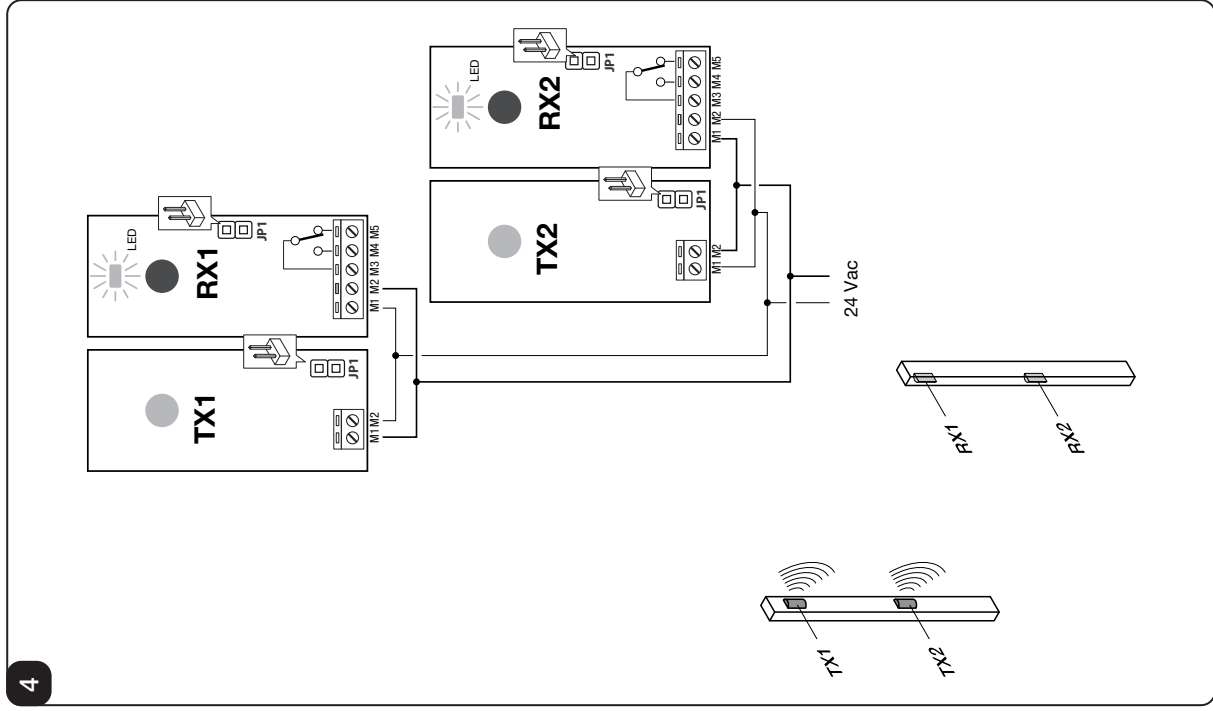 4
LED
RX1
JP1
M1 M2 M3 M4 M5
TX1
JP1
M1 M2
LED
RX2
JP1
M1 M2 M3 M4 M5
TX2
JP1
M1 M2
24 Vac
TX1
TX2
RX1
RX2